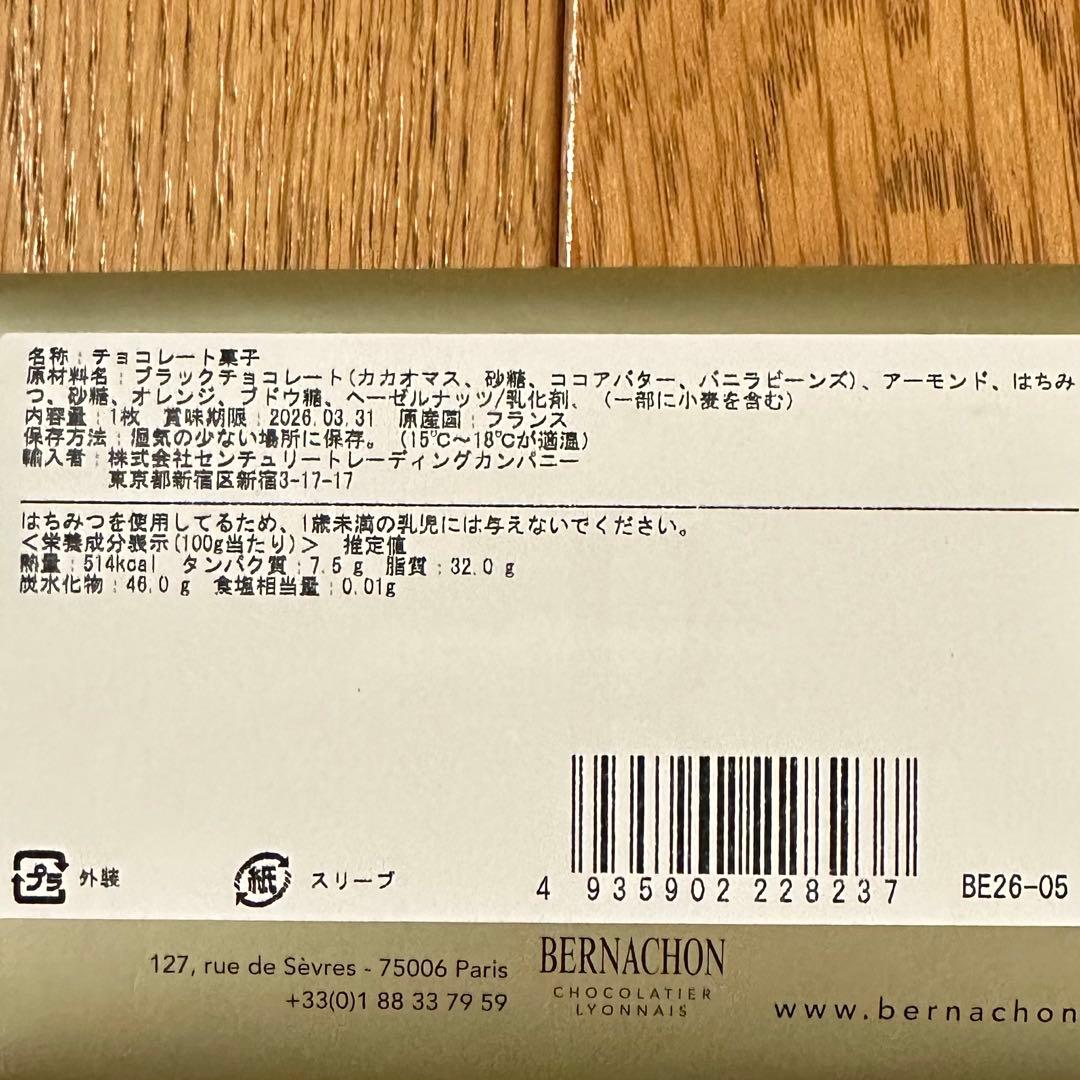 名称:チョコレート菓子
原材料名:ブラックチョコレート(カカオマス、砂糖、ココアバター、バニラビーンズ)、アーモンド、はちみ
つ、砂糖、オレンジ、ブドウ糖、ヘーゼルナッツ/乳化剤、(一部に小麦を含む)
内容量:1枚 賞味期限:2026.03.31 原産国:フランス
保存方法:湿気の少ない場所に保存。(15℃~18℃が適温)
輸入者:株式会社センチュリートレーディングカンパニー
東京都新宿区新宿3-17-17
はちみつを使用してるため、1歳未満の乳児には与えないでください。
<栄養成分表示(100g当たり)> 推定値
熱量:514kcal タンパク質:7.5g 脂質:32.0g
炭水化物:46.0g 食塩相当量:0.01g
プラ 外装 紙 スリーブ
4 935902 228237 BE26-05
127, rue de Sèvres - 75006 Paris
+33(0)1 88 33 79 59
BERNACHON
CHOCOLATIER
LYONNAIS
www.bernachon